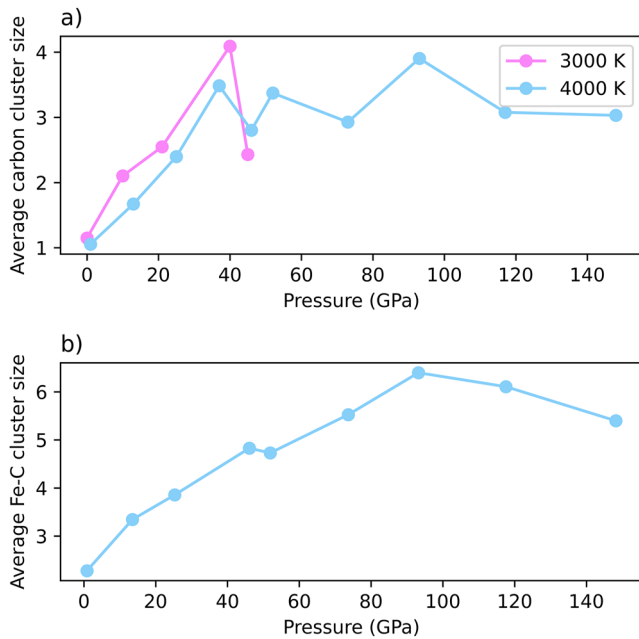 a)
Average carbon cluster size
4
3
2
1
3000 K
4000 K
0 20 40 60 80 100 120 140
Pressure (GPa)
b)
Average Fe-C cluster size
6
5
4
3
0 20 40 60 80 100 120 140
Pressure (GPa)